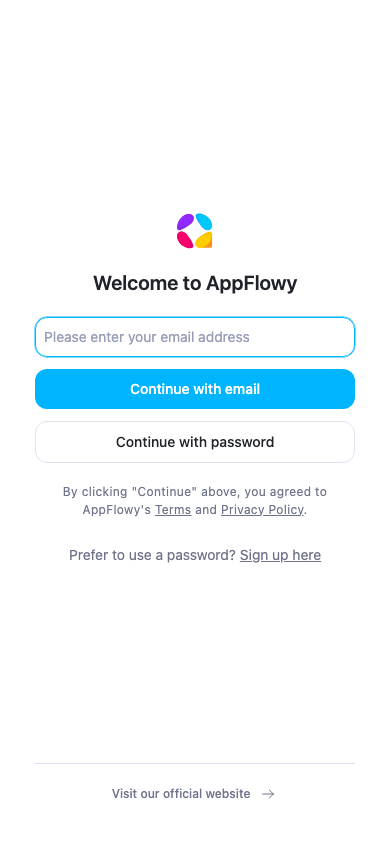 Welcome to AppFlowy
Please enter your email address
Continue with email
Continue with password
By clicking "Continue" above, you agreed to
AppFlowy's Terms and Privacy Policy.
Prefer to use a password? Sign up here
Visit our official website